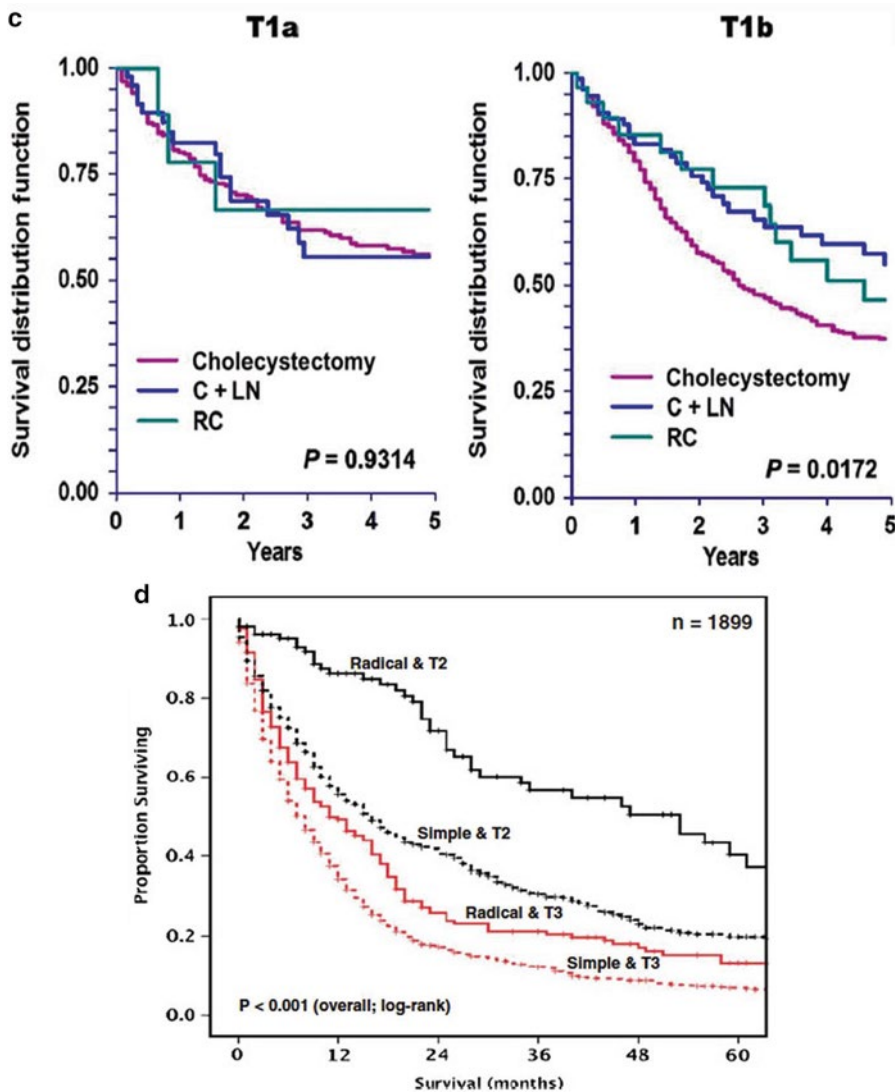 c
T1a
Survival distribution function
1.00
0.75
0.50
0.25
0.00
Cholecystectomy
C + LN
RC
P = 0.9314
0 1 2 3 4 5
Years
T1b
Survival distribution function
1.00
0.75
0.50
0.25
0.00
Cholecystectomy
C + LN
RC
P = 0.0172
0 1 2 3 4 5
Years
d
Proportion Surviving
1.0
0.8
0.6
0.4
0.2
0.0
n = 1899
Radical & T2
Simple & T2
Radical & T3
Simple & T3
P < 0.001 (overall; log-rank)
0 12 24 36 48 60
Survival (months)